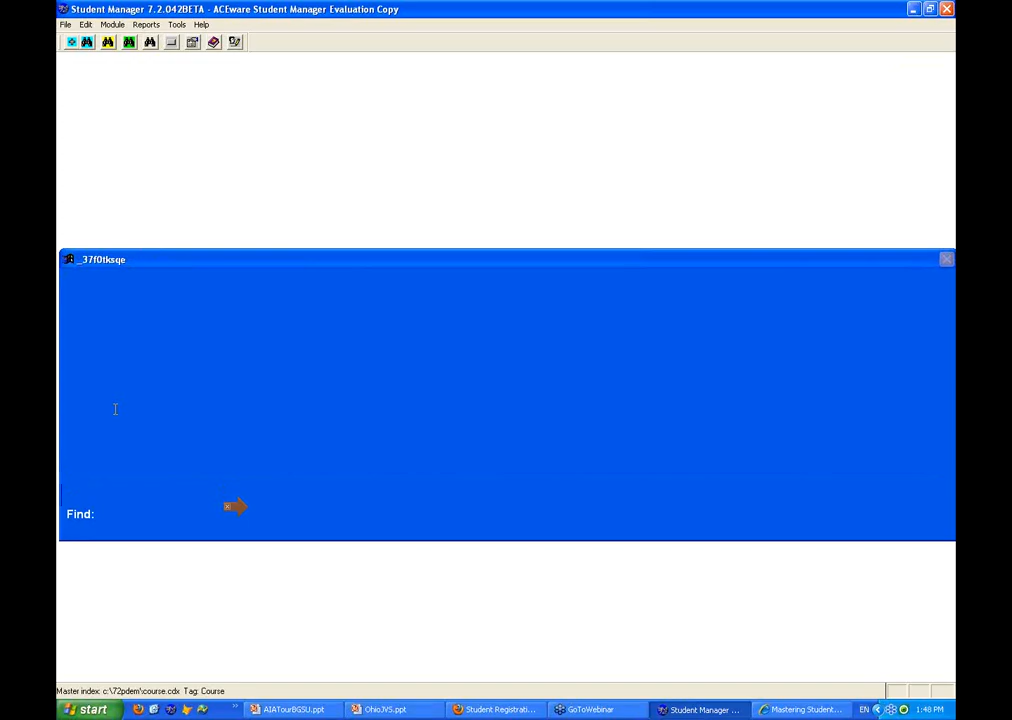 Student Manager 7.2.042BETA - ACEware Student Manager Evaluation Copy
File Edit Module Reports Tools Help
_37f0tksqe
Find:
Master index: c:\72pdem\course.cdx Tag: Course
start AIATourBGSU.ppt OhioJVS.ppt Student Registrati... GoToWebinar Student Manager ... Mastering Student... EN 1:48 PM